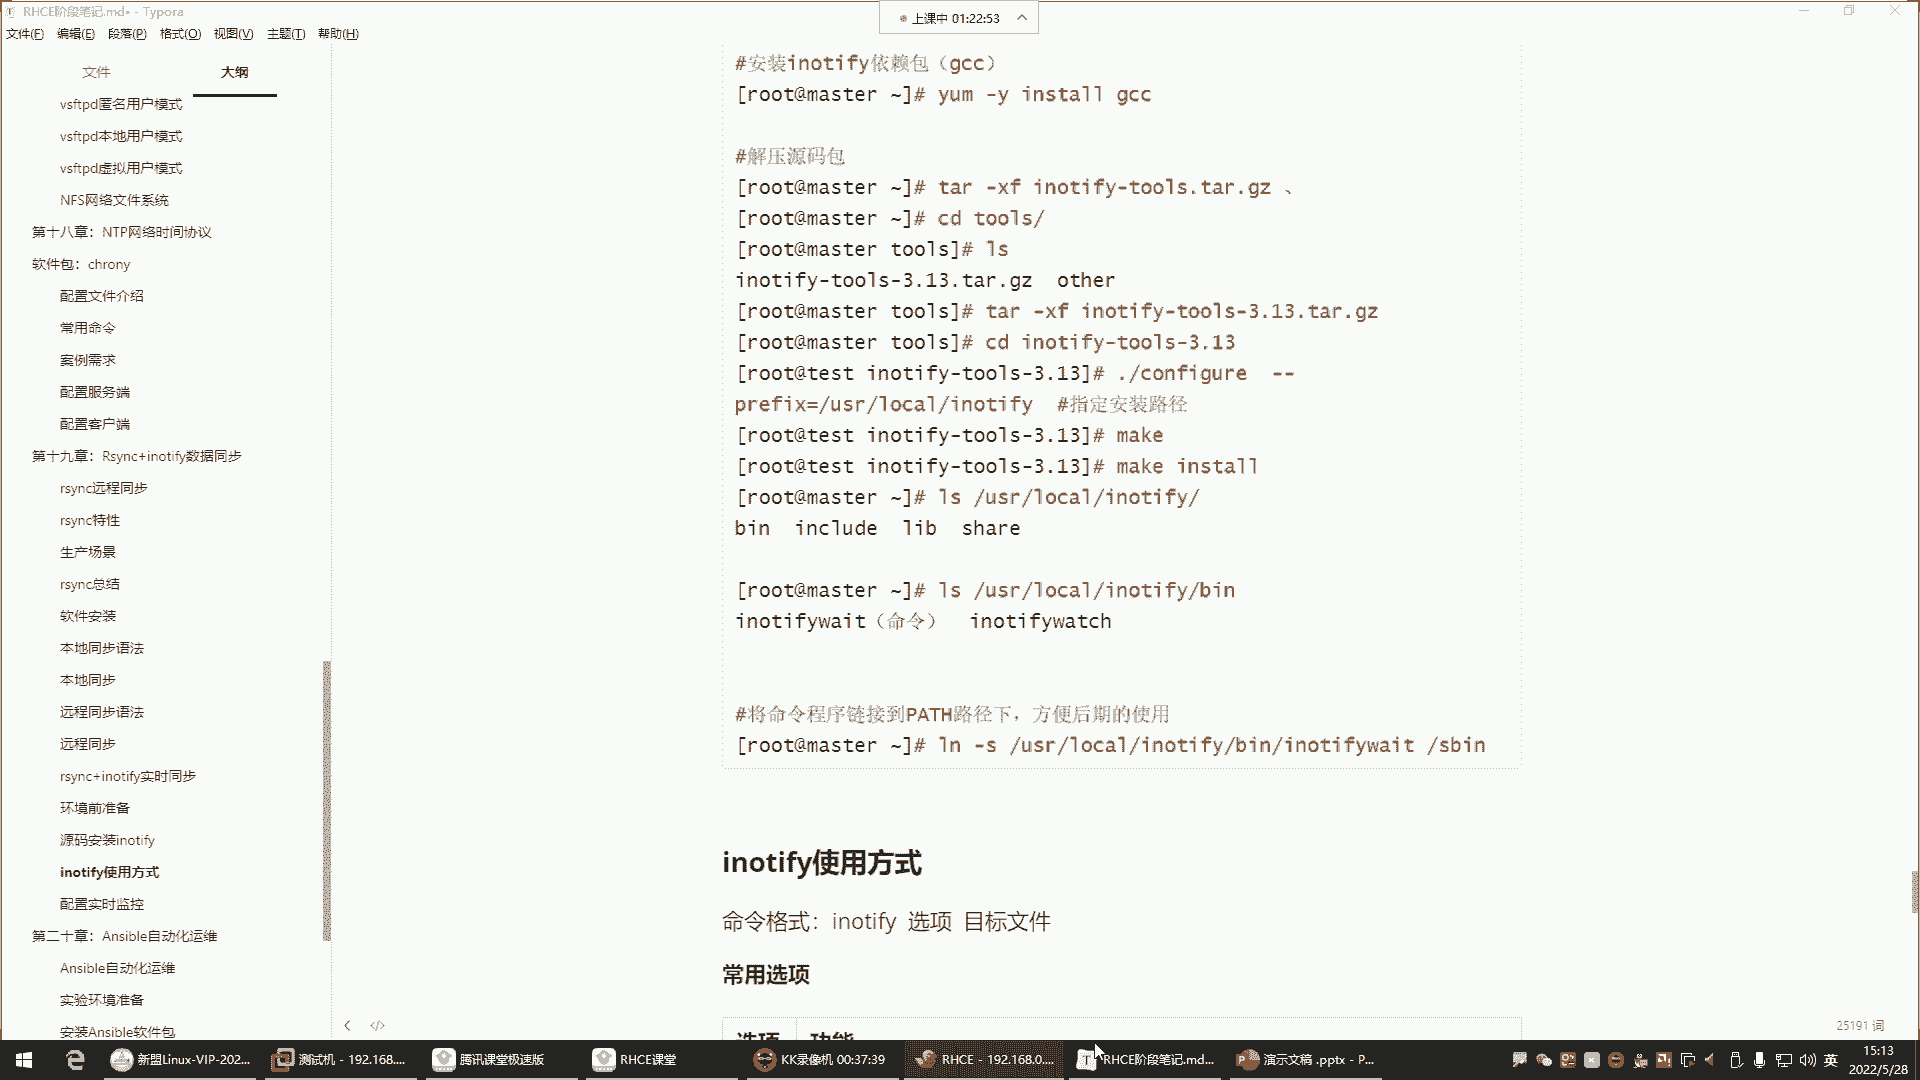 RHCE阶段笔记.md• - Typora
上课中 01:22:53
文件(F) 编辑(E) 段落(P) 格式(O) 视图(V) 主题(T) 帮助(H)
文件 大纲
vsftpd匿名用户模式
vsftpd本地用户模式
vsftpd虚拟用户模式
NFS网络文件系统
第十八章：NTP网络时间协议
软件包：chrony
配置文件介绍
常用命令
案例需求
配置服务端
配置客户端
第十九章：Rsync+inotify数据同步
rsync远程同步
rsync特性
生产场景
rsync总结
软件安装
本地同步语法
本地同步
远程同步语法
远程同步
rsync+inotify实时同步
环境前准备
源码安装inotify
inotify使用方式
配置实时监控
第二十章：Ansible自动化运维
Ansible自动化运维
实验环境准备
安装Ansible软件包
#安装inotify依赖包（gcc）
[root@master ~]# yum -y install gcc
#解压源码包
[root@master ~]# tar -xf inotify-tools.tar.gz 、
[root@master ~]# cd tools/
[root@master tools]# ls
inotify-tools-3.13.tar.gz  other
[root@master tools]# tar -xf inotify-tools-3.13.tar.gz
[root@master tools]# cd inotify-tools-3.13
[root@test inotify-tools-3.13]# ./configure  --
prefix=/usr/local/inotify  #指定安装路径
[root@test inotify-tools-3.13]# make
[root@test inotify-tools-3.13]# make install
[root@master ~]# ls /usr/local/inotify/
bin  include  lib  share
[root@master ~]# ls /usr/local/inotify/bin
inotifywait（命令）  inotifywatch
#将命令程序链接到PATH路径下，方便后期的使用
[root@master ~]# ln -s /usr/local/inotify/bin/inotifywait /sbin
inotify使用方式
命令格式：inotify 选项 目标文件
常用选项
选项 功能
25191 词
新盟Linux-VIP-202... 测试机 - 192.168.... 腾讯课堂极速版 RHCE课堂 KK录像机 00:37:39 RHCE - 192.168.0.... RHCE阶段笔记.md... 演示文稿 .pptx - P... 英 15:13
2022/5/28